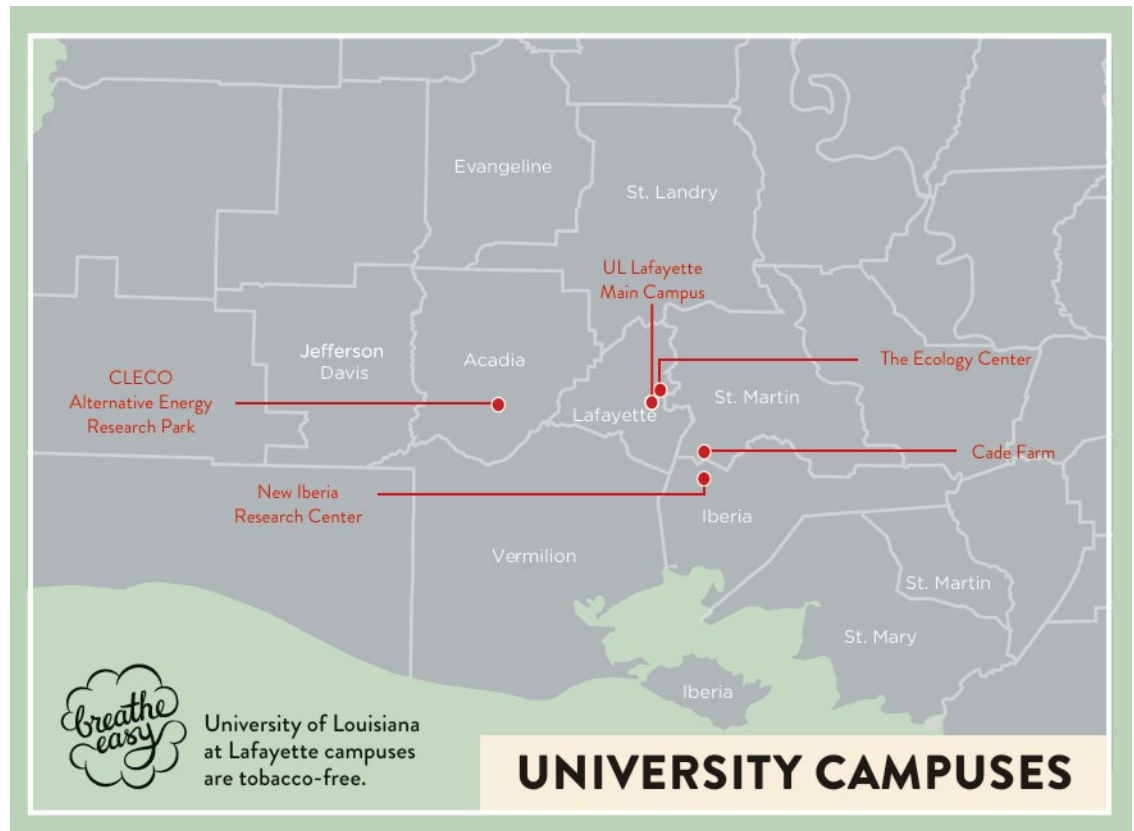 Evangeline
St. Landry
UL Lafayette
Main Campus
Jefferson
Davis
Acadia
The Ecology Center
CLECO
Alternative Energy
Research Park
Lafayette
St. Martin
Cade Farm
New Iberia
Research Center
Iberia
Vermilion
St. Martin
St. Mary
Iberia
breathe
easy
University of Louisiana
at Lafayette campuses
are tobacco-free.
UNIVERSITY CAMPUSES